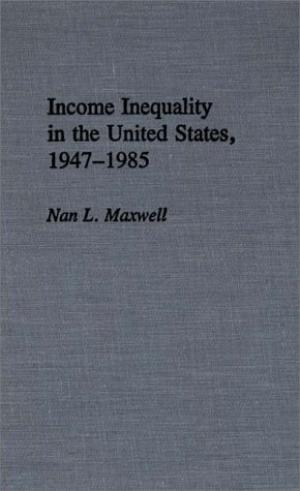 Income Inequality
in the United States,
1947–1985
Nan L. Maxwell